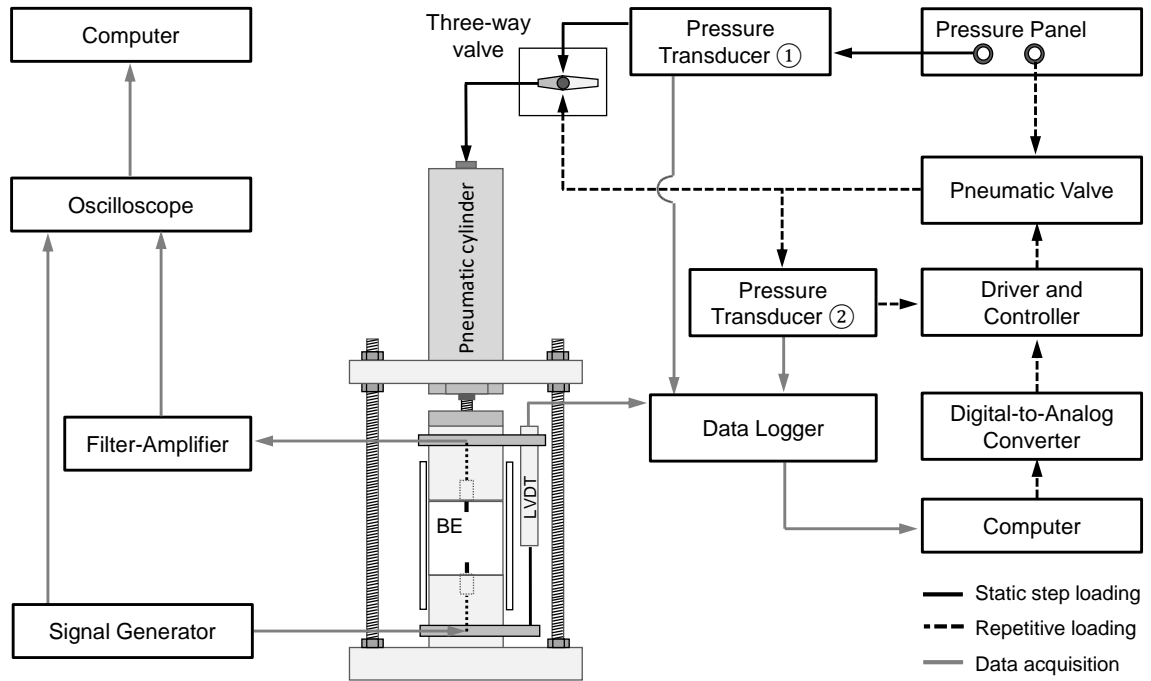 Computer
Three-way
valve
Pressure
Transducer ①
Pressure Panel
Oscilloscope
Pneumatic cylinder
Pneumatic Valve
Pressure
Transducer ②
Driver and
Controller
Filter-Amplifier
Data Logger
Digital-to-Analog
Converter
LVDT
BE
Computer
Signal Generator
Static step loading
Repetitive loading
Data acquisition